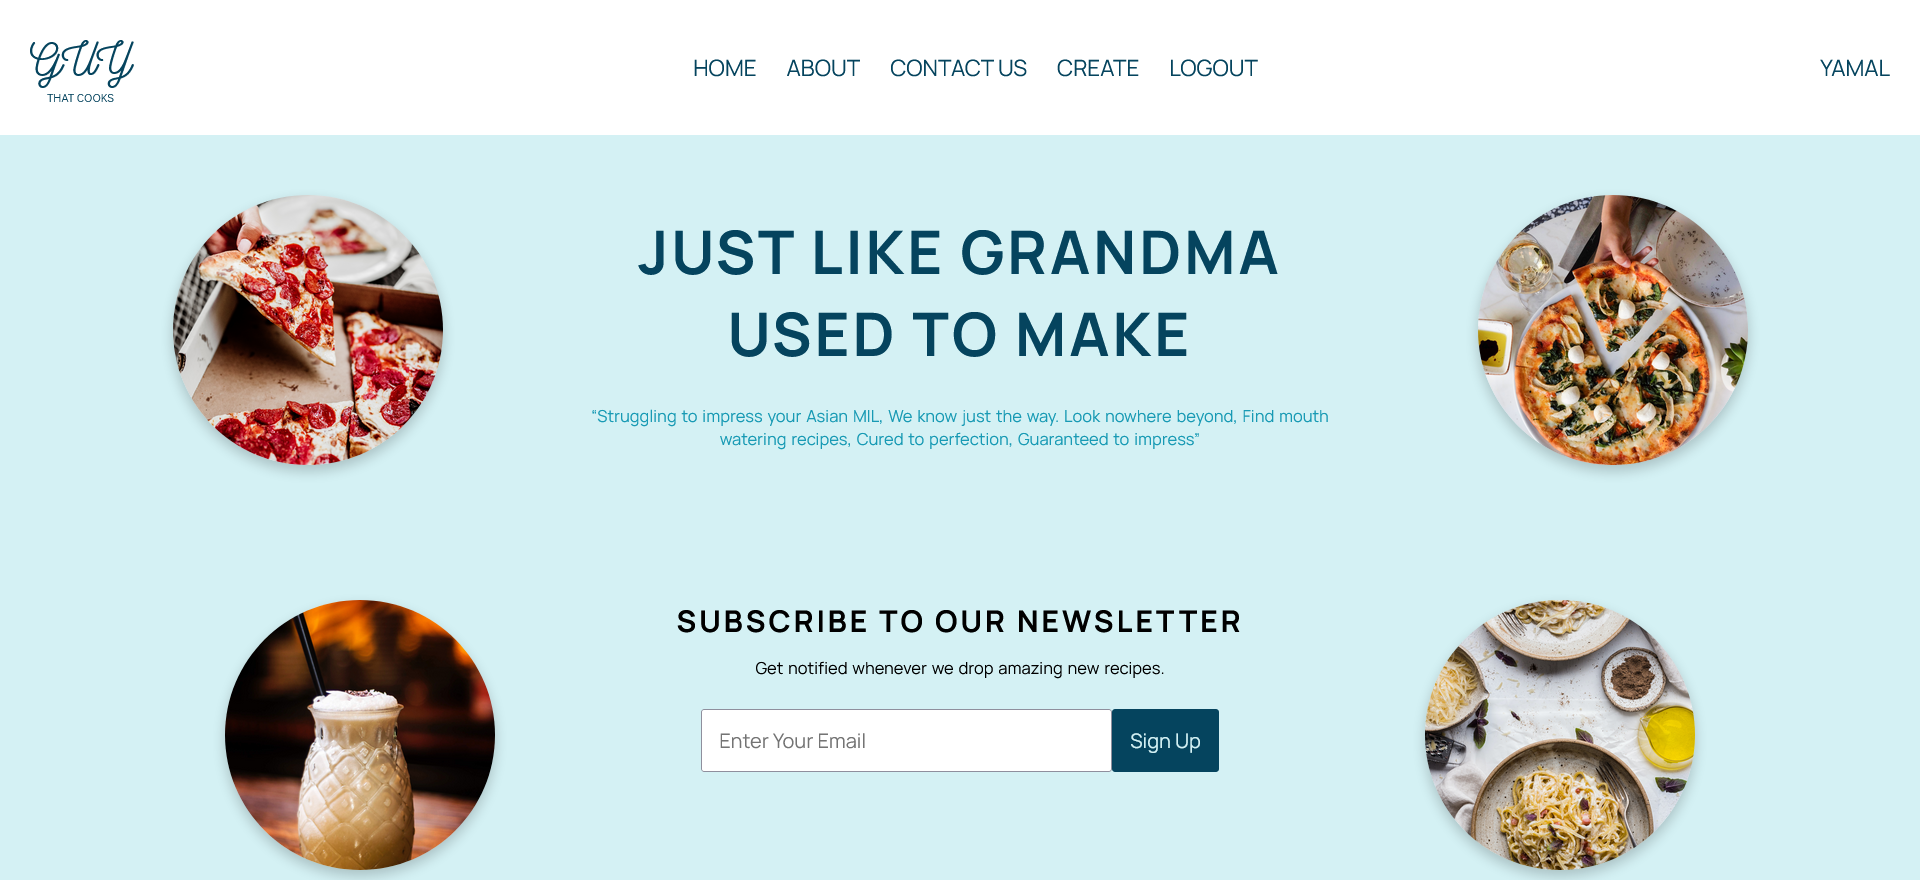 GUY
THAT COOKS
HOME ABOUT CONTACT US CREATE LOGOUT
YAMAL
JUST LIKE GRANDMA
USED TO MAKE
“Struggling to impress your Asian MIL, We know just the way. Look nowhere beyond, Find mouth
watering recipes, Cured to perfection, Guaranteed to impress”
SUBSCRIBE TO OUR NEWSLETTER
Get notified whenever we drop amazing new recipes.
Enter Your Email
Sign Up